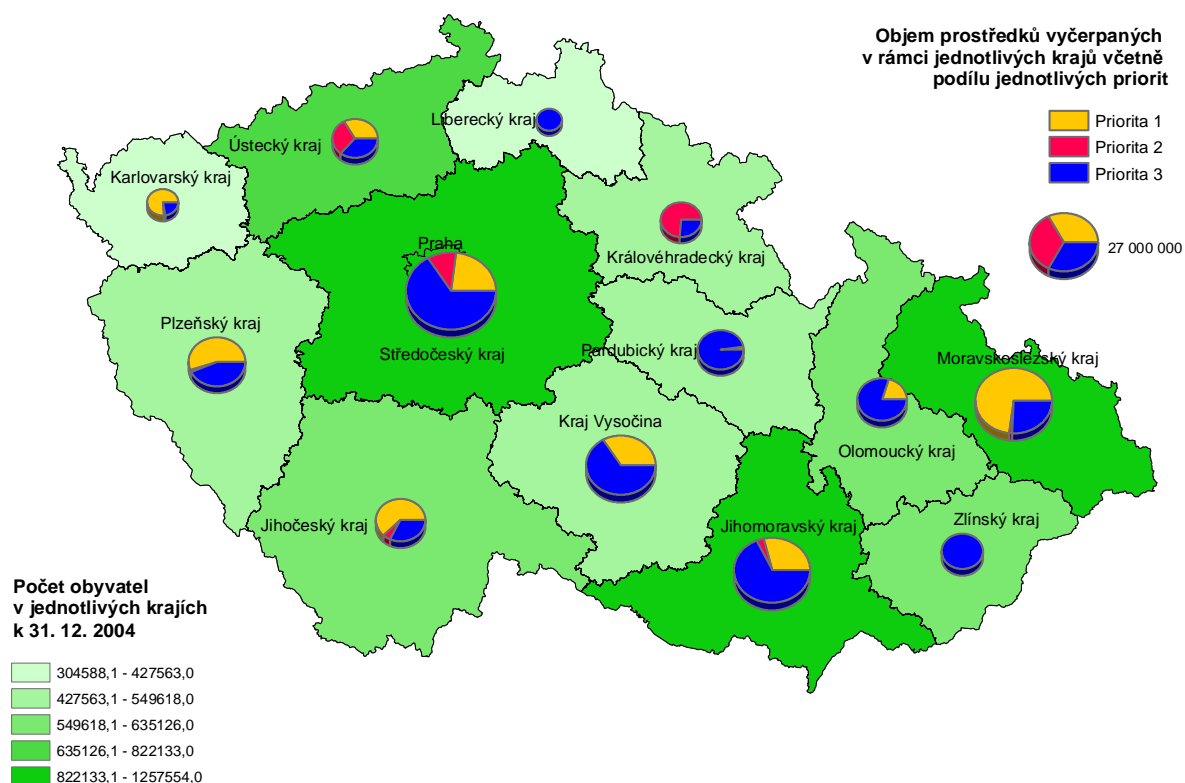 Objem prostředků vyčerpaných
v rámci jednotlivých krajů včetně
podílu jednotlivých priorit
Priorita 1
Priorita 2
Priorita 3
27 000 000
Liberecký kraj
Ústecký kraj
Karlovarský kraj
Praha
Královéhradecký kraj
Plzeňský kraj
Středočeský kraj
Pardubický kraj
Moravskoslezský kraj
Kraj Vysočina
Olomoucký kraj
Jihočeský kraj
Jihomoravský kraj
Zlínský kraj
Počet obyvatel
v jednotlivých krajích
k 31. 12. 2004
304588,1 - 427563,0
427563,1 - 549618,0
549618,1 - 635126,0
635126,1 - 822133,0
822133,1 - 1257554,0